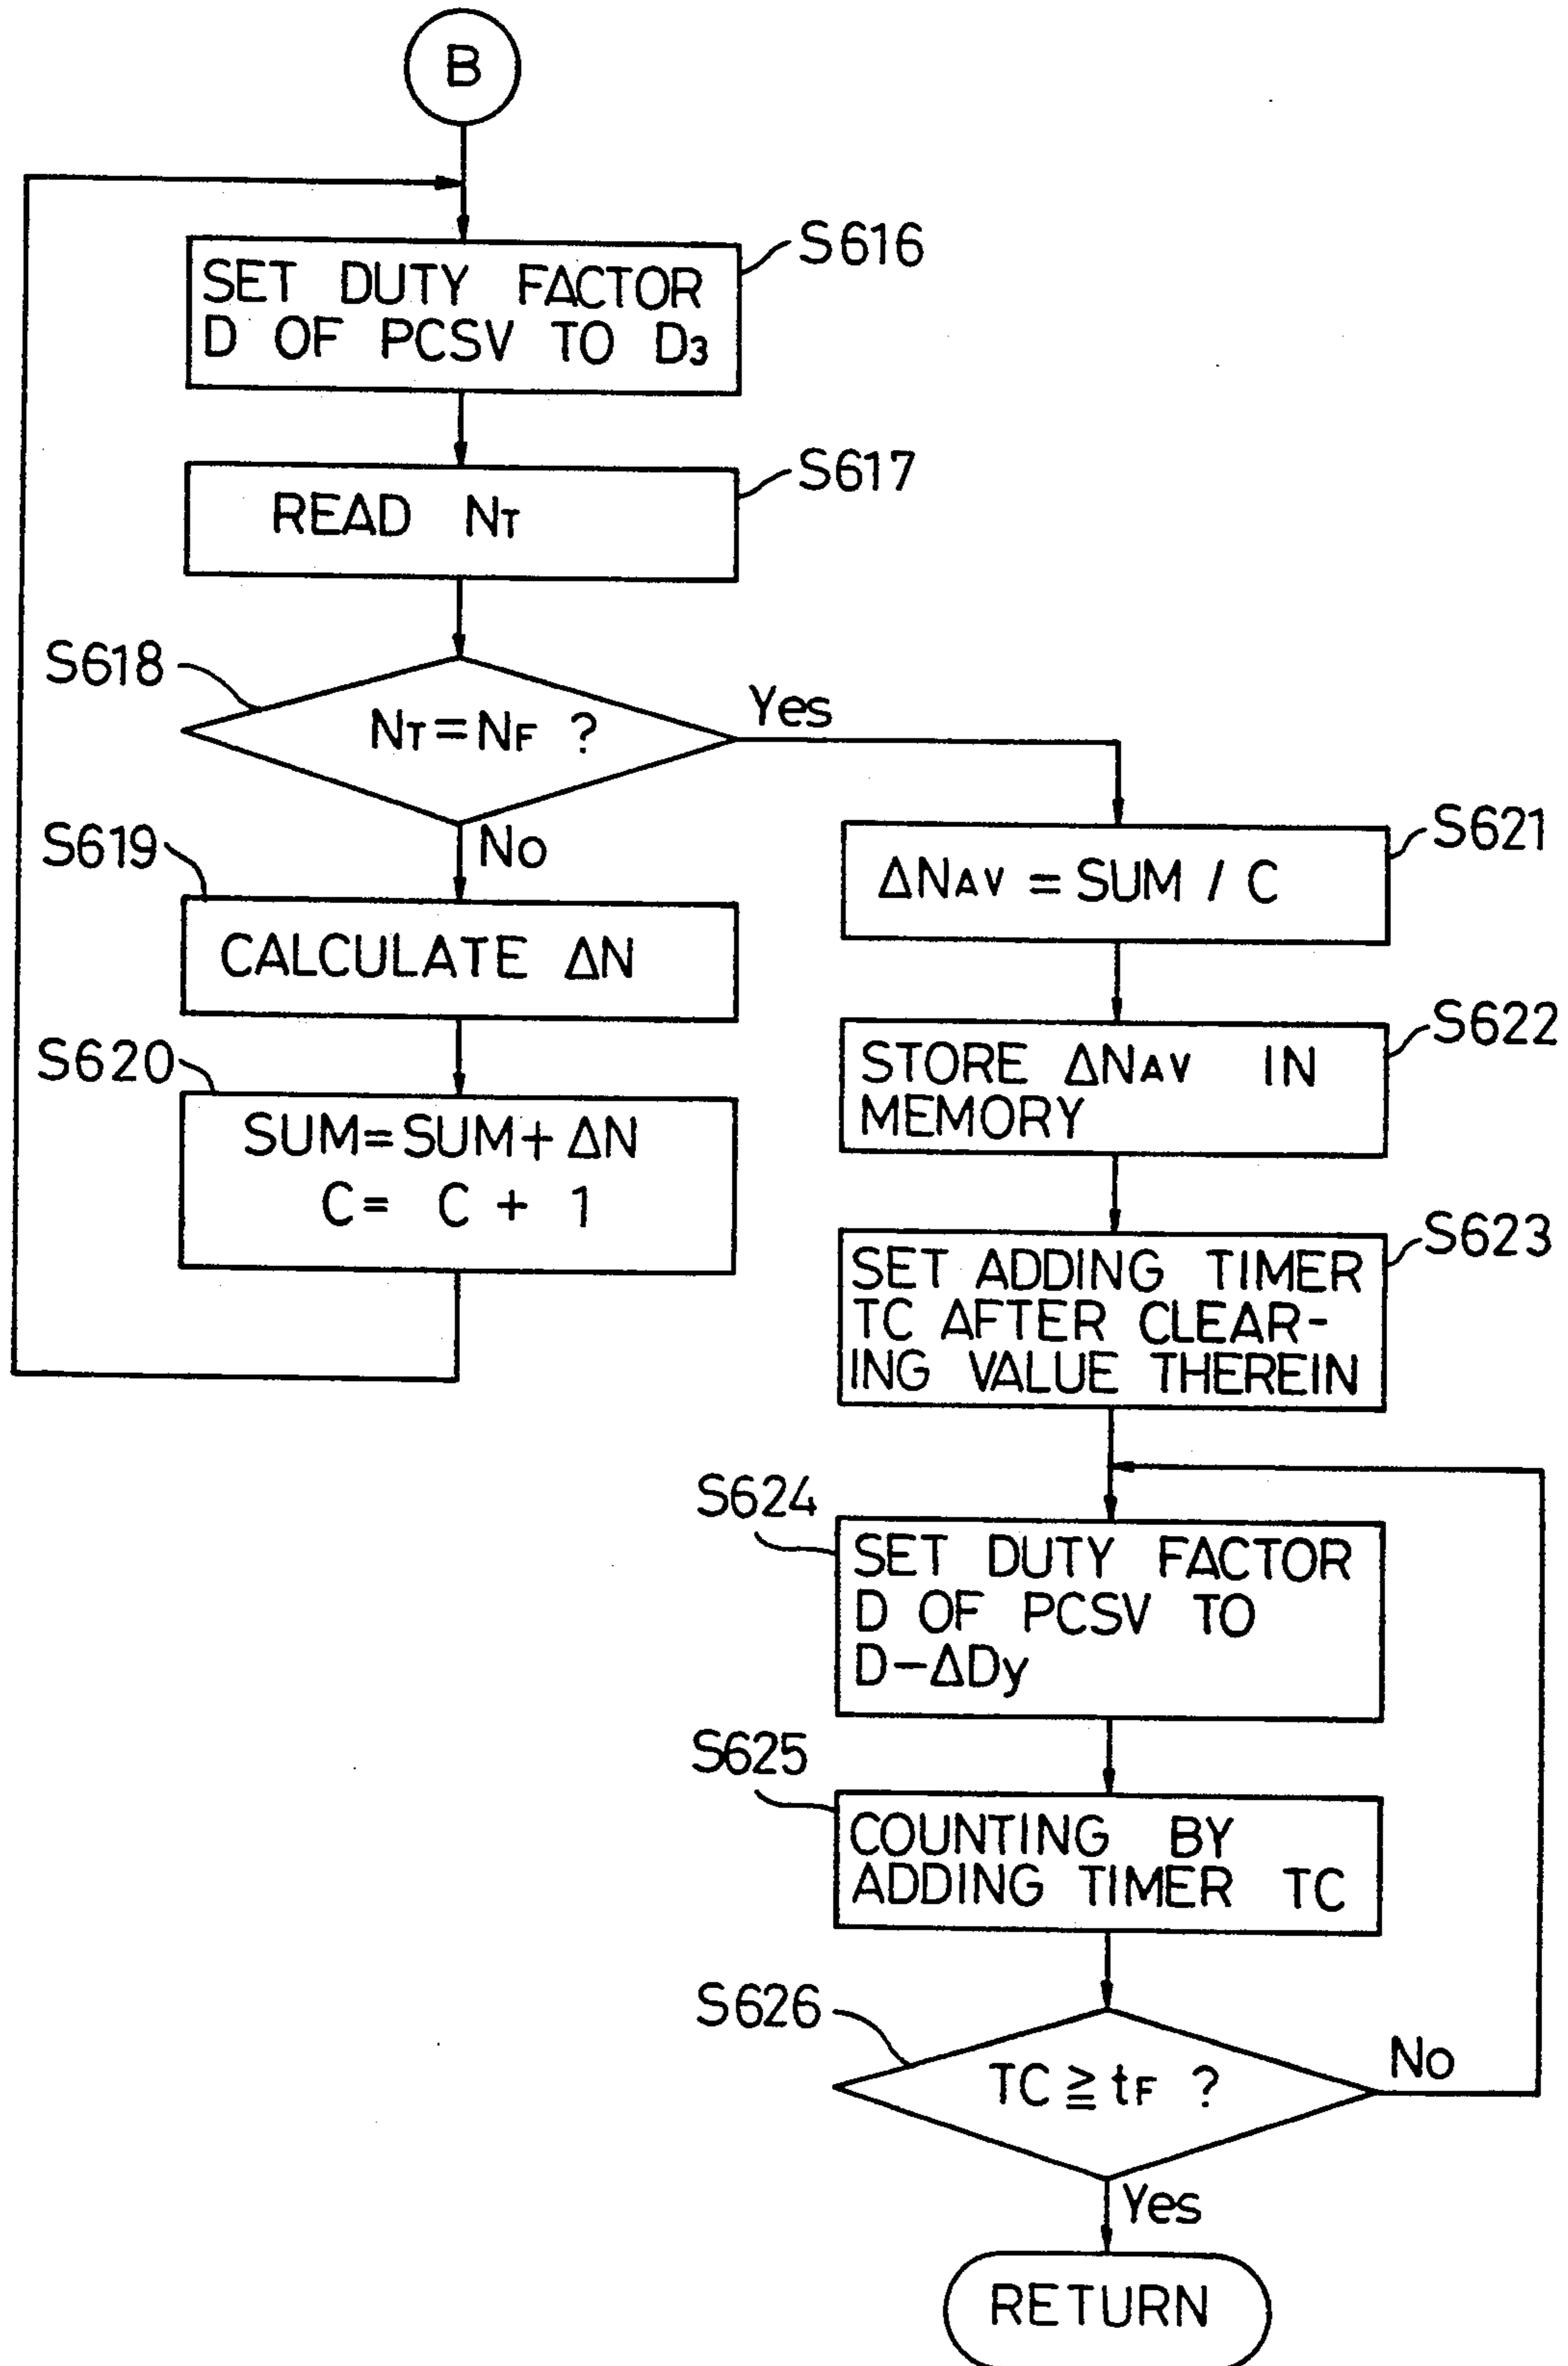 B
S616
SET DUTY FACTOR
D OF PCSV TO D3
S617
READ NT
S618
NT=NF ?
Yes
No
S619
CALCULATE ΔN
S620
SUM=SUM+ΔN
C= C + 1
S621
ΔNAV = SUM / C
S622
STORE ΔNAV IN
MEMORY
S623
SET ADDING TIMER
TC AFTER CLEAR-
ING VALUE THEREIN
S624
SET DUTY FACTOR
D OF PCSV TO
D-ΔDy
S625
COUNTING BY
ADDING TIMER TC
S626
TC ≧ tF ?
No
Yes
RETURN